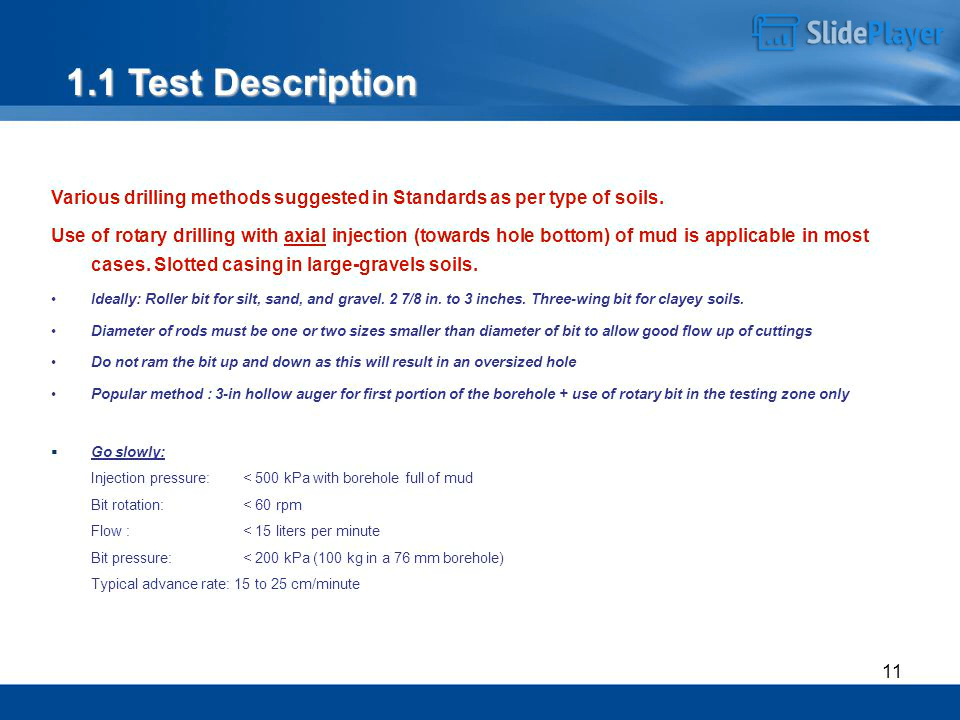 SlidePlayer
1.1 Test Description
Various drilling methods suggested in Standards as per type of soils.
Use of rotary drilling with axial injection (towards hole bottom) of mud is applicable in most
cases. Slotted casing in large-gravels soils.
• Ideally: Roller bit for silt, sand, and gravel. 2 7/8 in. to 3 inches. Three-wing bit for clayey soils.
• Diameter of rods must be one or two sizes smaller than diameter of bit to allow good flow up of cuttings
• Do not ram the bit up and down as this will result in an oversized hole
• Popular method : 3-in hollow auger for first portion of the borehole + use of rotary bit in the testing zone only
▪ Go slowly:
Injection pressure: < 500 kPa with borehole full of mud
Bit rotation: < 60 rpm
Flow : < 15 liters per minute
Bit pressure: < 200 kPa (100 kg in a 76 mm borehole)
Typical advance rate: 15 to 25 cm/minute
11